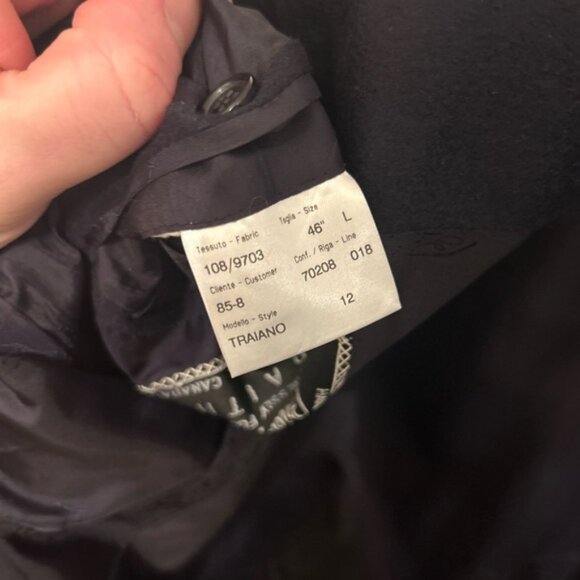 Tessuto - Fabric Taglia - Size
108/9703 46" L
Cliente - Customer Conf./Riga - Line
85-8 70208 018
Modello - Style
TRAIANO 12
CANADA